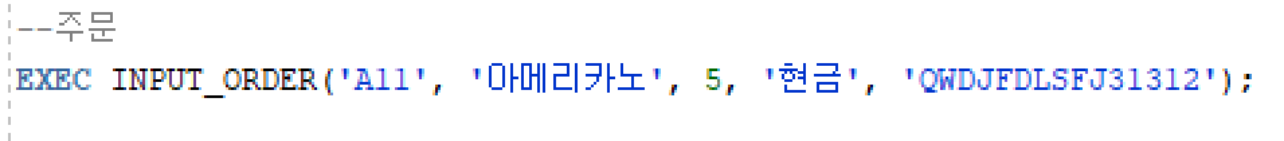 --주문
EXEC INPUT_ORDER('A11', '아메리카노', 5, '현금', 'QWDJFDLSFJ31312');